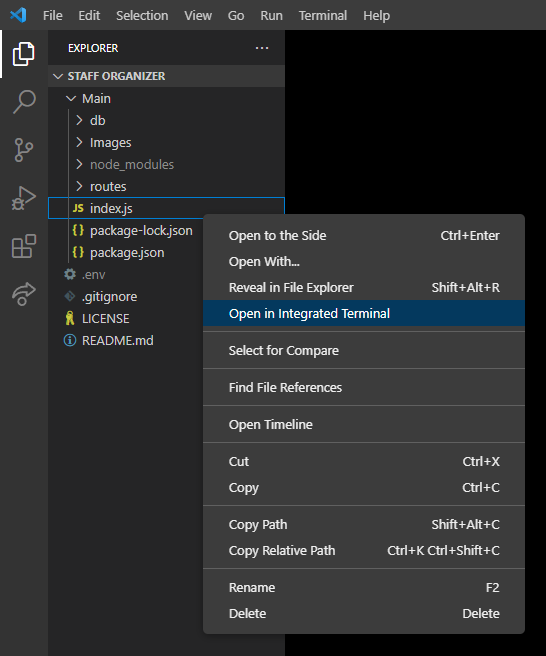 File Edit Selection View Go Run Terminal Help
EXPLORER
STAFF ORGANIZER
Main
db
Images
node_modules
routes
JS index.js
{ } package-lock.json
{ } package.json
.env
.gitignore
LICENSE
README.md
Open to the Side Ctrl+Enter
Open With...
Reveal in File Explorer Shift+Alt+R
Open in Integrated Terminal
Select for Compare
Find File References
Open Timeline
Cut Ctrl+X
Copy Ctrl+C
Copy Path Shift+Alt+C
Copy Relative Path Ctrl+K Ctrl+Shift+C
Rename F2
Delete Delete